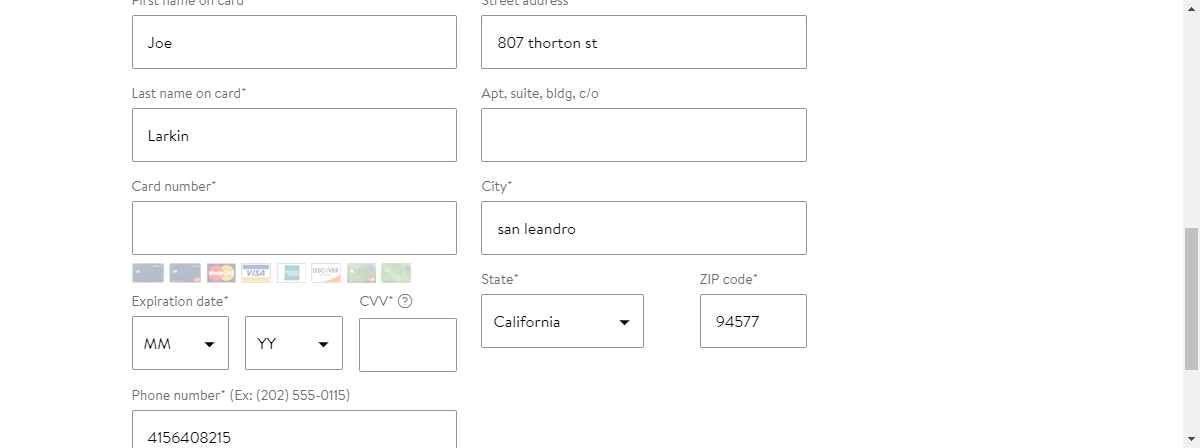 First name on card
Street address
Joe
807 thorton st
Last name on card*
Apt, suite, bldg, c/o
Larkin
Card number*
City*
san leandro
MasterCard VISA DISCOVER
State*
ZIP code*
Expiration date*
CVV* ?
California
94577
MM
YY
Phone number* (Ex: (202) 555-0115)
4156408215